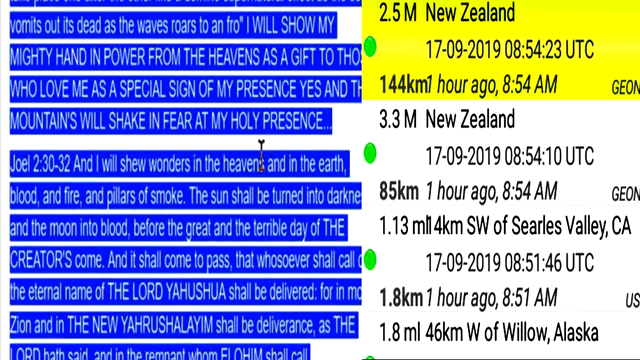 vomits out its dead as the waves roars to an fro" I WILL SHOW MY
MIGHTY HAND IN POWER FROM THE HEAVENS AS A GIFT TO THOS
WHO LOVE ME AS A SPECIAL SIGN OF MY PRESENCE YES AND TH
MOUNTAIN'S WILL SHAKE IN FEAR AT MY HOLY PRESENCE...
Joel 2:30-32 And I will shew wonders in the heavens and in the earth,
blood, and fire, and pillars of smoke. The sun shall be turned into darkne
and the moon into blood, before the great and the terrible day of THE
CREATOR'S come. And it shall come to pass, that whosoever shall call o
the eternal name of THE LORD YAHUSHUA shall be delivered: for in mo
Zion and in THE NEW YAHRUSHALAYIM shall be deliverance, as THE
LORD hath said, and in the remnant whom ELOHIM shall call.
2.5 M New Zealand
17-09-2019 08:54:23 UTC
144km 1 hour ago, 8:54 AM GEON
3.3 M New Zealand
17-09-2019 08:54:10 UTC
85km 1 hour ago, 8:54 AM GEON
1.13 ml 14km SW of Searles Valley, CA
17-09-2019 08:51:46 UTC
1.8km 1 hour ago, 8:51 AM US
1.8 ml 46km W of Willow, Alaska